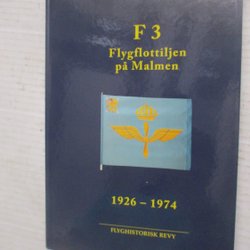 F 3
Flygflottiljen
på Malmen
1926 – 1974
FLYGHISTORISK REVY